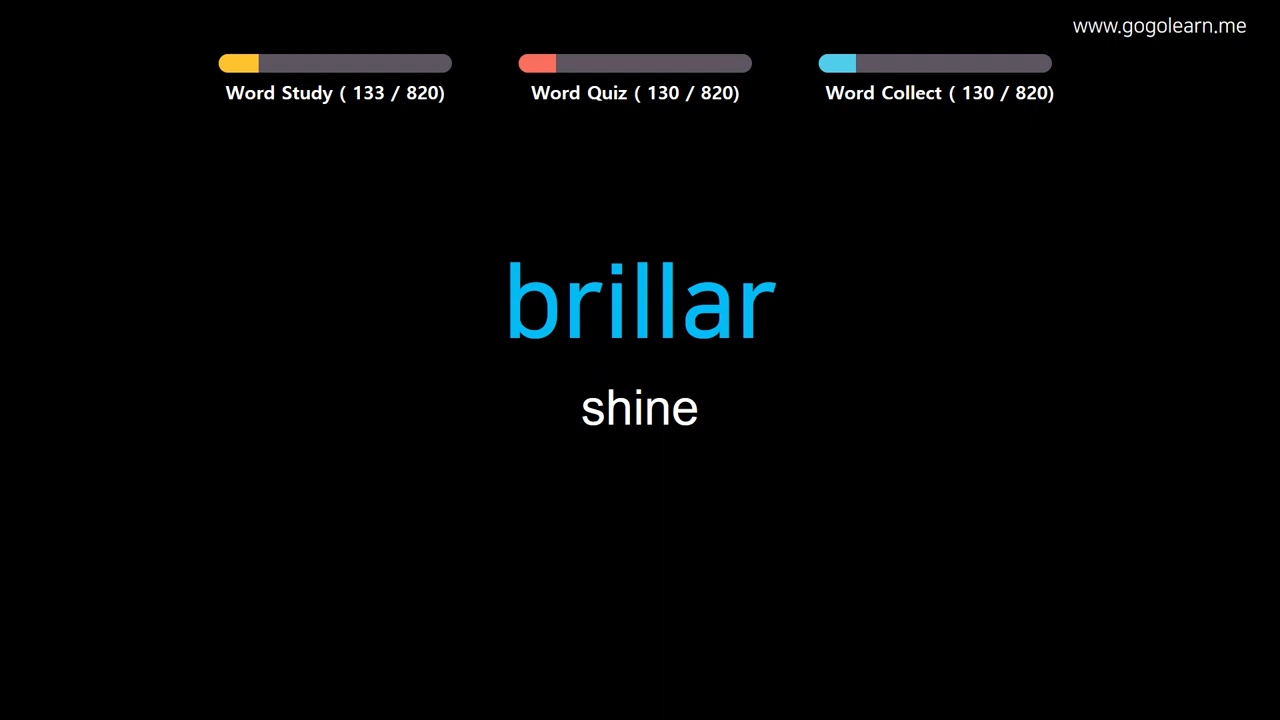 www.gogolearn.me
Word Study ( 133 / 820)
Word Quiz ( 130 / 820)
Word Collect ( 130 / 820)
brillar
shine